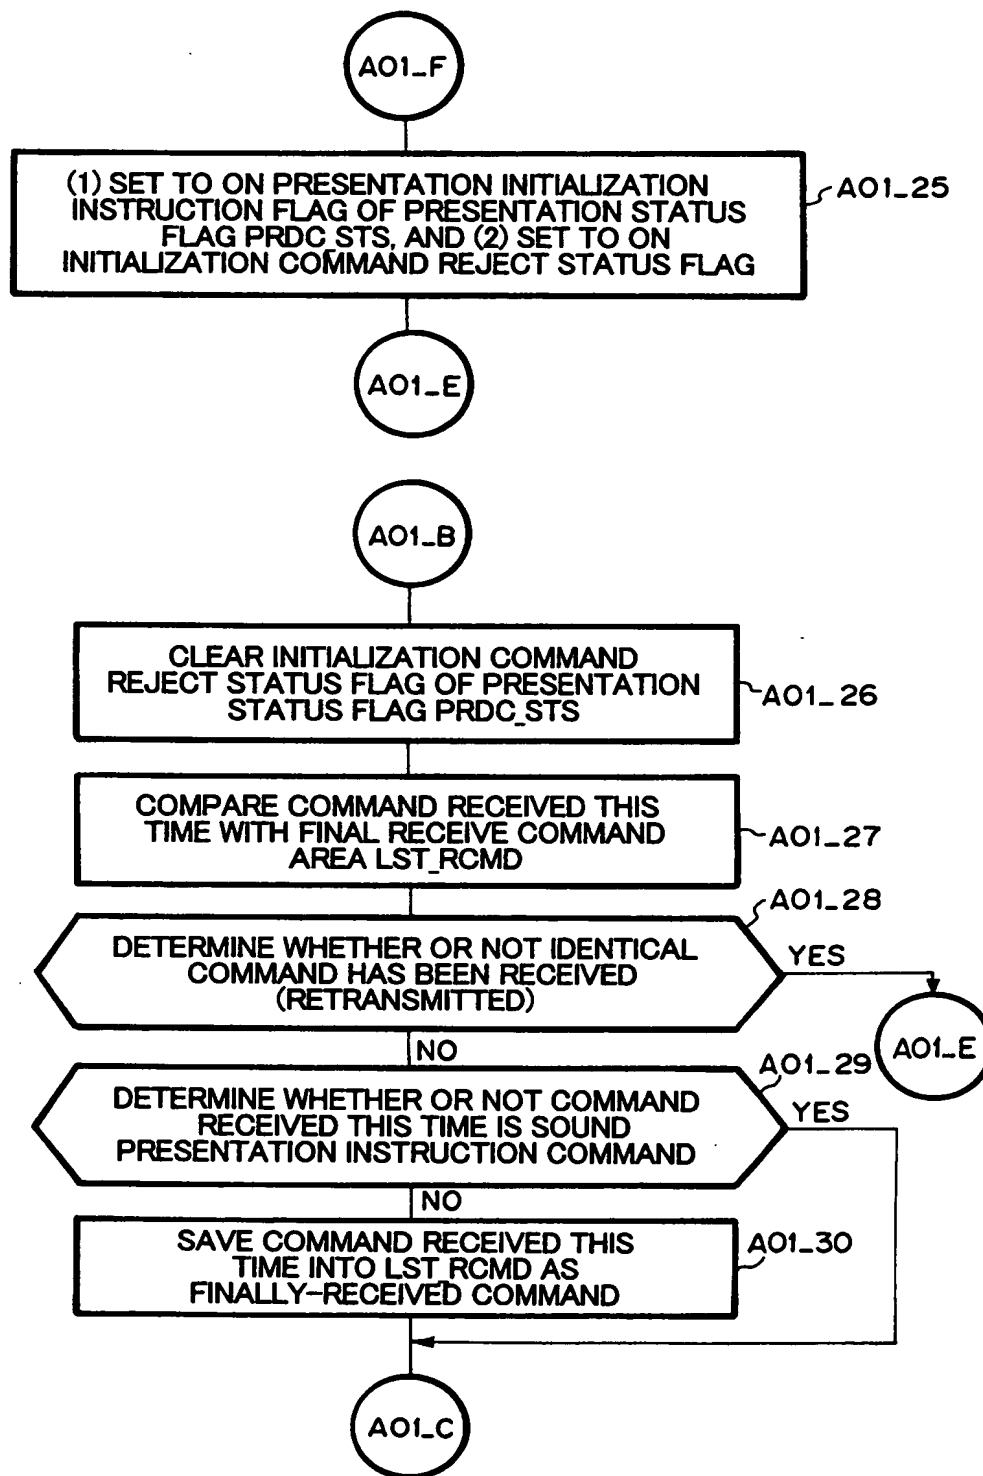 A01_F
(1) SET TO ON PRESENTATION INITIALIZATION
INSTRUCTION FLAG OF PRESENTATION STATUS
FLAG PRDC_STS, AND (2) SET TO ON
INITIALIZATION COMMAND REJECT STATUS FLAG
A01_25
A01_E
A01_B
CLEAR INITIALIZATION COMMAND
REJECT STATUS FLAG OF PRESENTATION
STATUS FLAG PRDC_STS
A01_26
COMPARE COMMAND RECEIVED THIS
TIME WITH FINAL RECEIVE COMMAND
AREA LST_RCMD
A01_27
A01_28
DETERMINE WHETHER OR NOT IDENTICAL
COMMAND HAS BEEN RECEIVED
(RETRANSMITTED)
YES
A01_E
NO
A01_29
DETERMINE WHETHER OR NOT COMMAND
RECEIVED THIS TIME IS SOUND
PRESENTATION INSTRUCTION COMMAND
YES
NO
SAVE COMMAND RECEIVED THIS
TIME INTO LST_RCMD AS
FINALLY-RECEIVED COMMAND
A01_30
A01_C